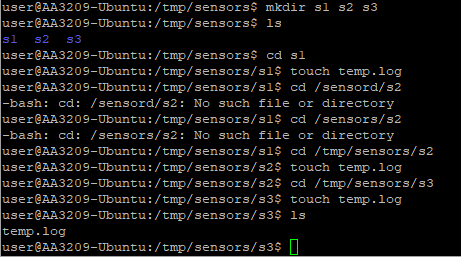 user@AA3209-Ubuntu:/tmp/sensors$ mkdir s1 s2 s3
user@AA3209-Ubuntu:/tmp/sensors$ ls
s1  s2  s3
user@AA3209-Ubuntu:/tmp/sensors$ cd s1
user@AA3209-Ubuntu:/tmp/sensors/s1$ touch temp.log
user@AA3209-Ubuntu:/tmp/sensors/s1$ cd /sensord/s2
-bash: cd: /sensord/s2: No such file or directory
user@AA3209-Ubuntu:/tmp/sensors/s1$ cd /sensors/s2
-bash: cd: /sensors/s2: No such file or directory
user@AA3209-Ubuntu:/tmp/sensors/s1$ cd /tmp/sensors/s2
user@AA3209-Ubuntu:/tmp/sensors/s2$ touch temp.log
user@AA3209-Ubuntu:/tmp/sensors/s2$ cd /tmp/sensors/s3
user@AA3209-Ubuntu:/tmp/sensors/s3$ touch temp.log
user@AA3209-Ubuntu:/tmp/sensors/s3$ ls
temp.log
user@AA3209-Ubuntu:/tmp/sensors/s3$